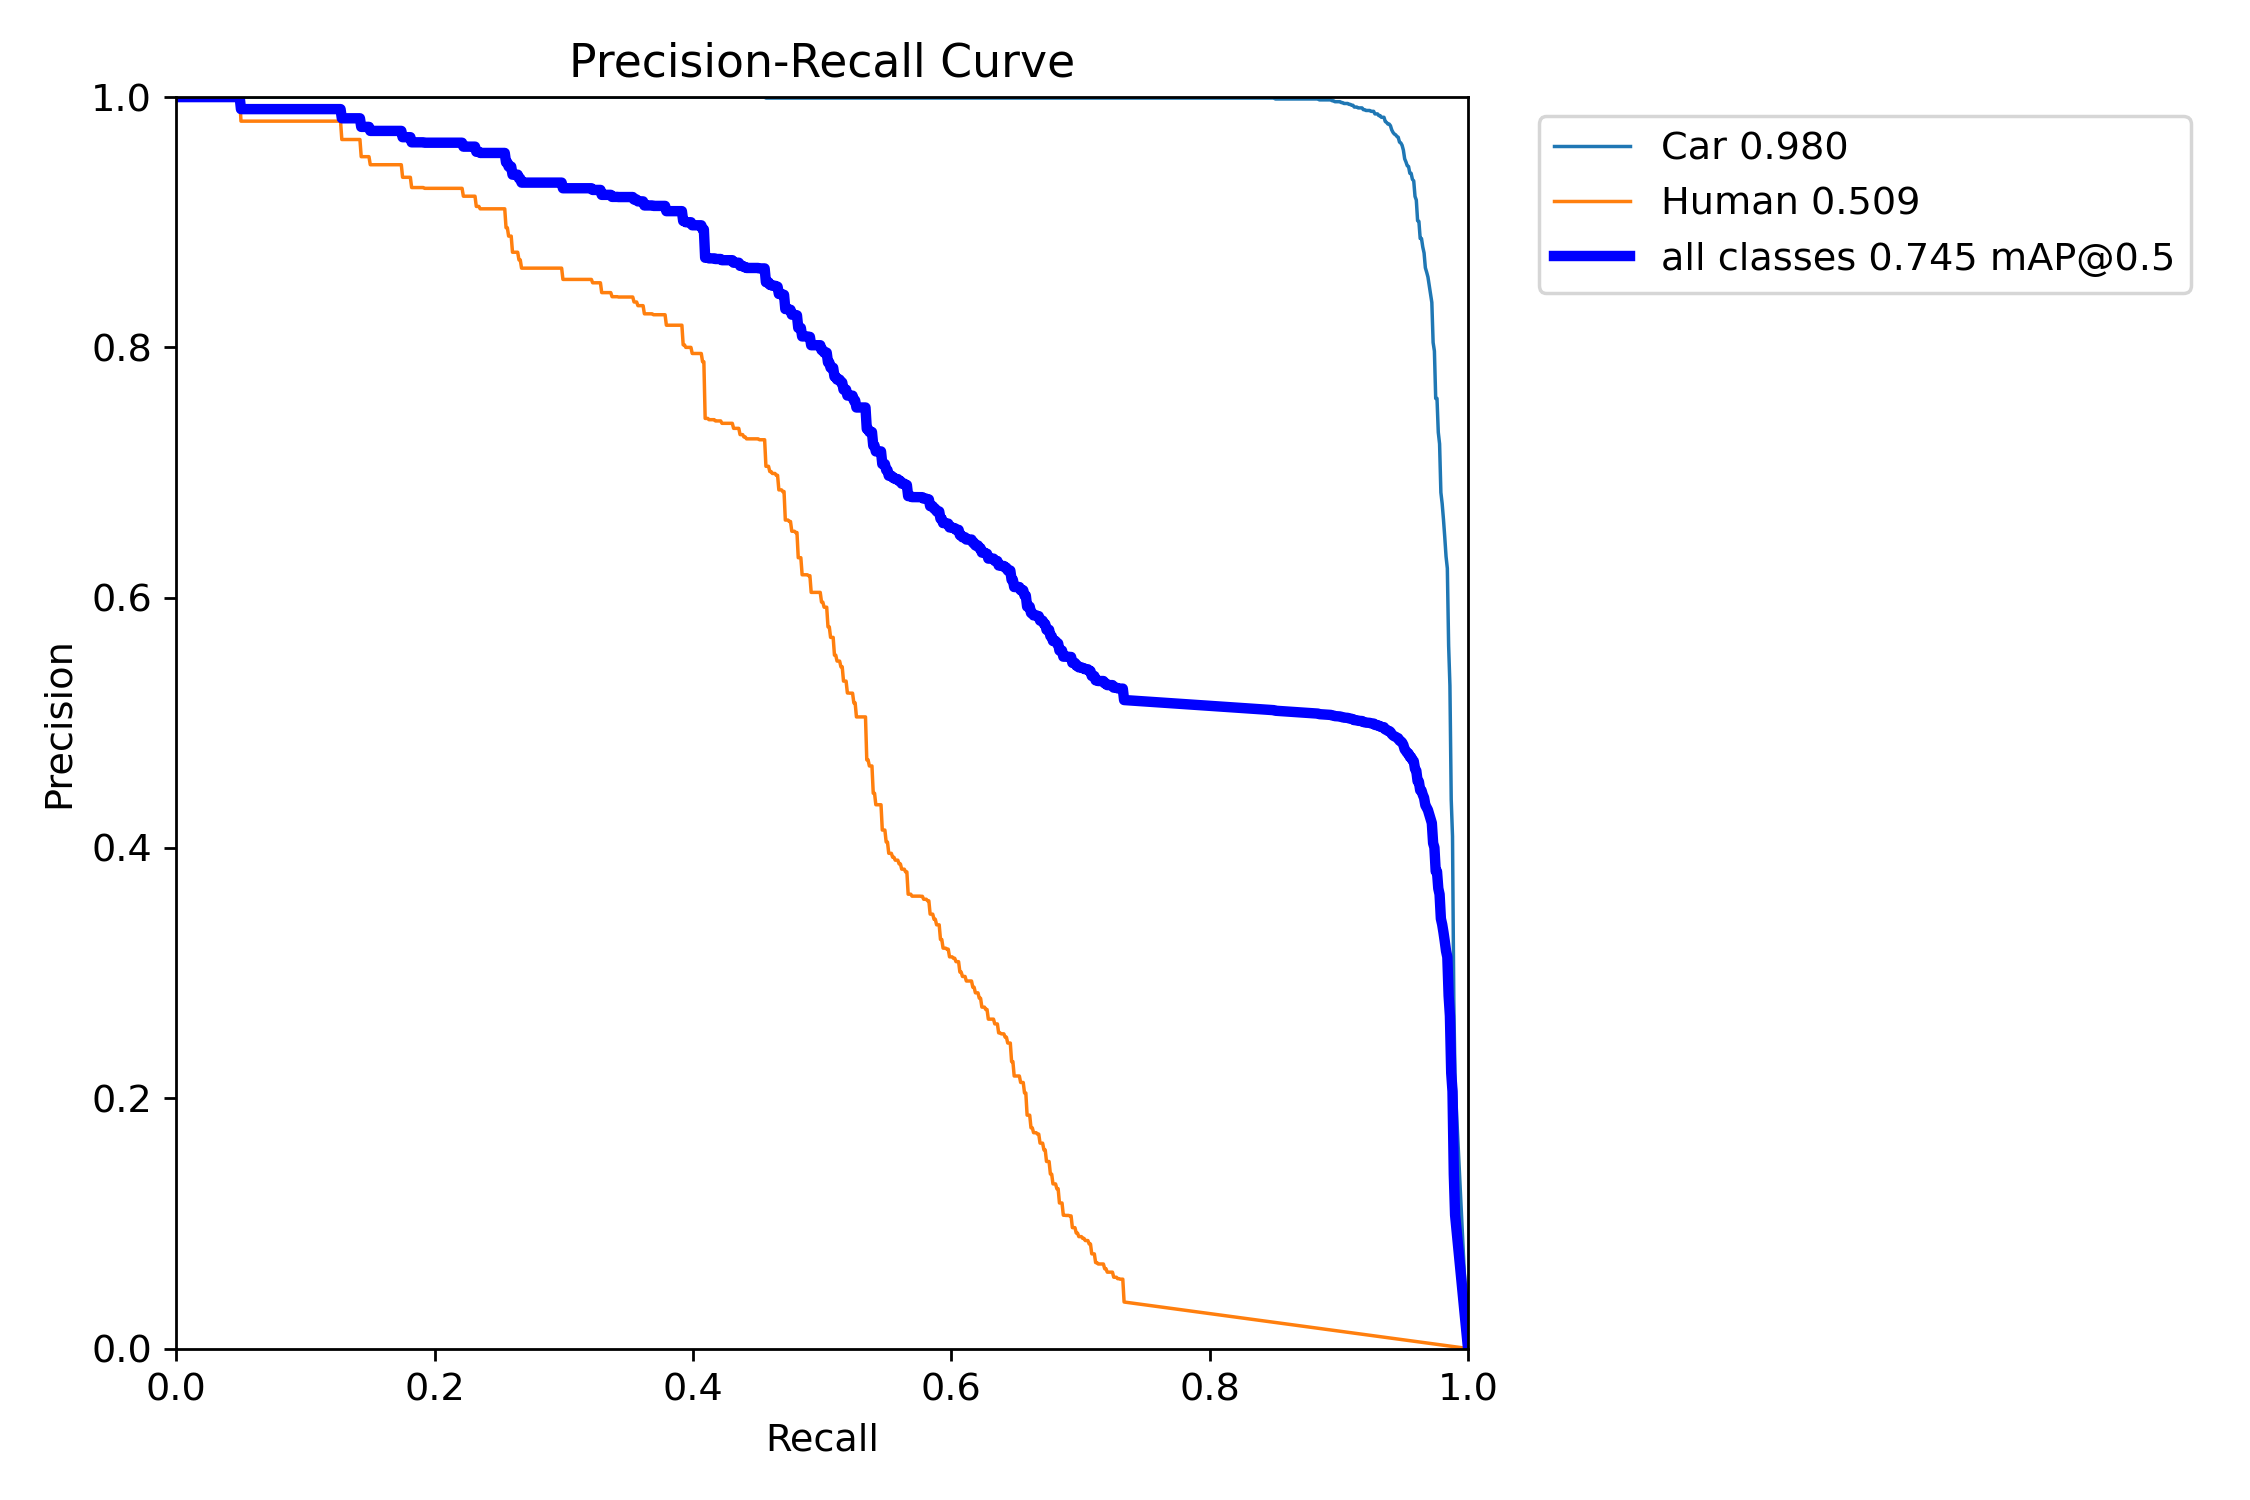 Precision-Recall Curve
1.0
0.8
0.6
0.4
0.2
0.0
Precision
0.0 0.2 0.4 0.6 0.8 1.0
Recall
Car 0.980
Human 0.509
all classes 0.745 mAP@0.5